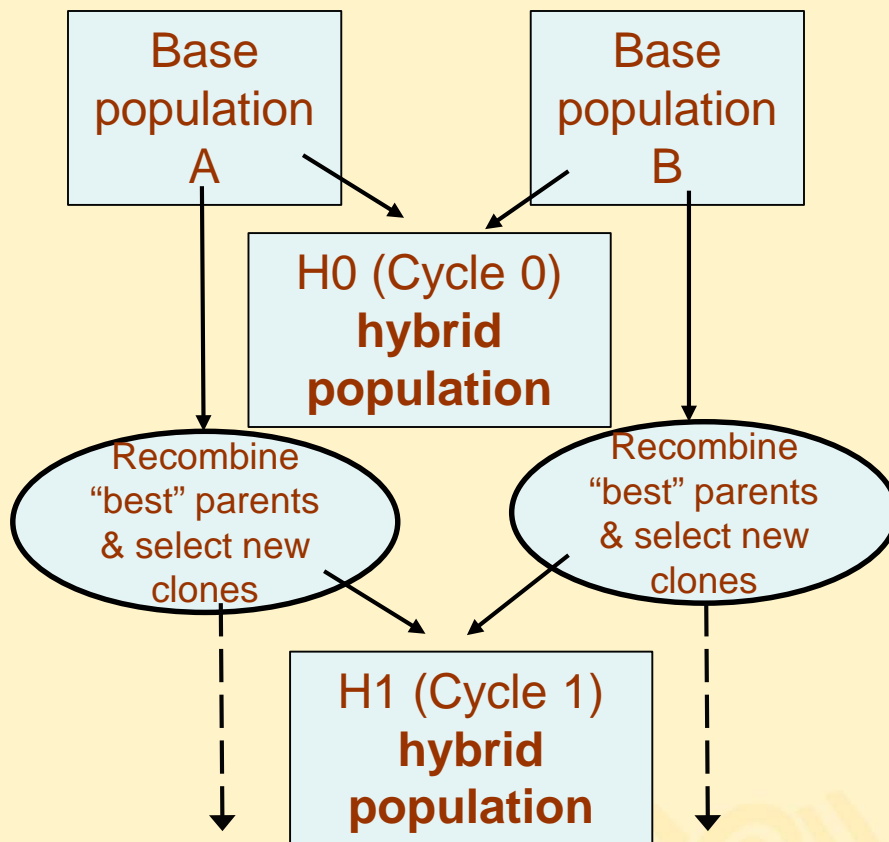 Base
population
A
Base
population
B
H0 (Cycle 0)
hybrid
population
Recombine
“best” parents
& select new
clones
Recombine
“best” parents
& select new
clones
H1 (Cycle 1)
hybrid
population